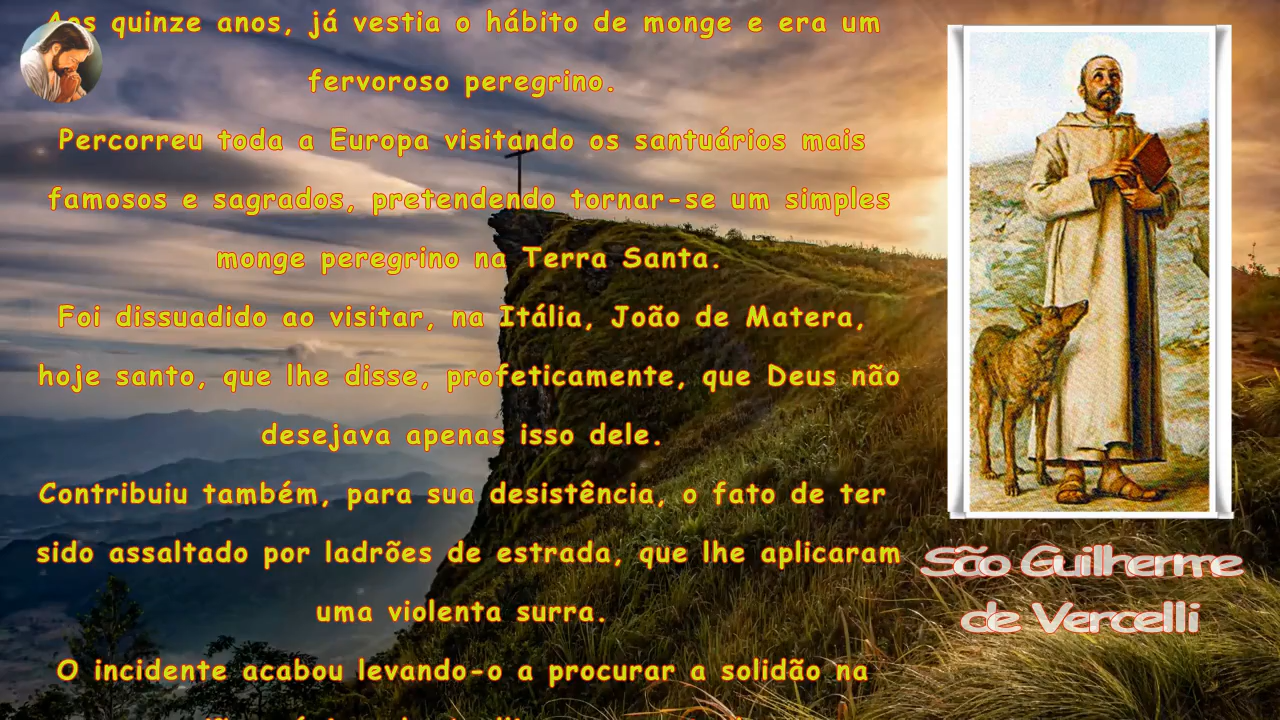 Aos quinze anos, já vestia o hábito de monge e era um
fervoroso peregrino.
Percorreu toda a Europa visitando os santuários mais
famosos e sagrados, pretendendo tornar-se um simples
monge peregrino na Terra Santa.
Foi dissuadido ao visitar, na Itália, João de Matera,
hoje santo, que lhe disse, profeticamente, que Deus não
desejava apenas isso dele.
Contribuiu também, para sua desistência, o fato de ter
sido assaltado por ladrões de estrada, que lhe aplicaram
uma violenta surra.
O incidente acabou levando-o a procurar a solidão na
São Guilherme
de Vercelli